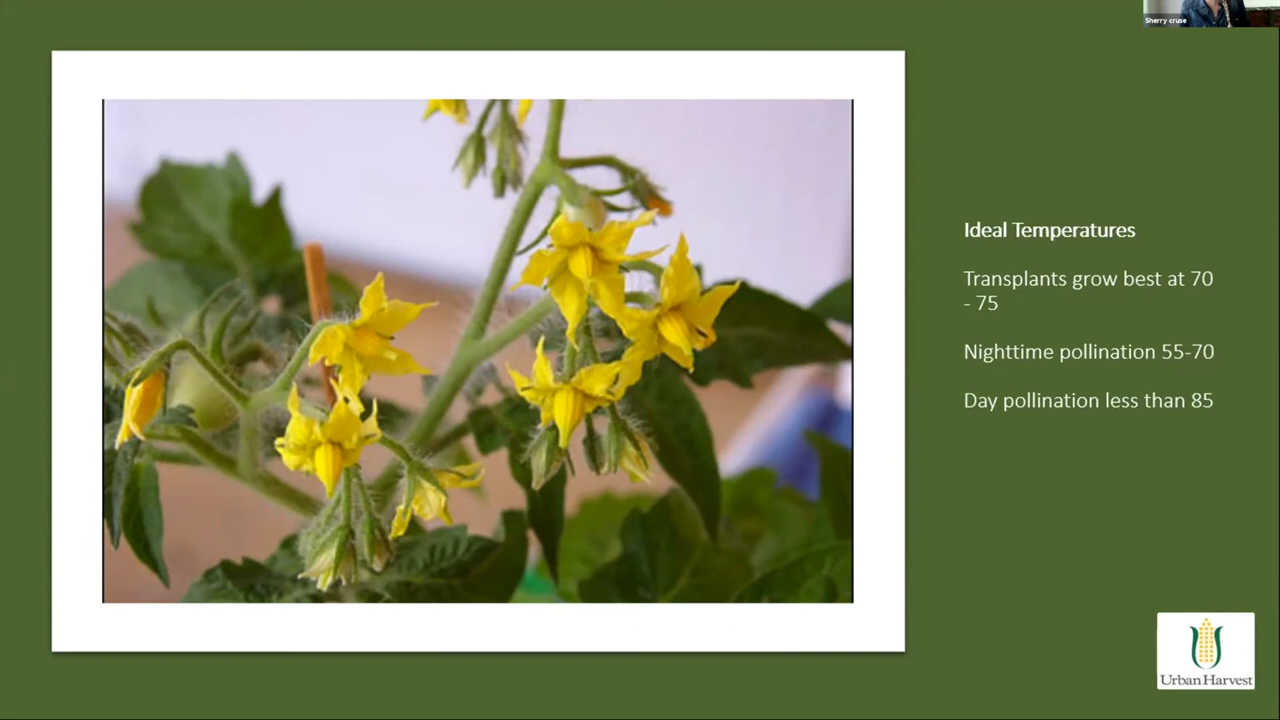 Sherry cruse
Ideal Temperatures
Transplants grow best at 70
- 75
Nighttime pollination 55-70
Day pollination less than 85
Urban Harvest